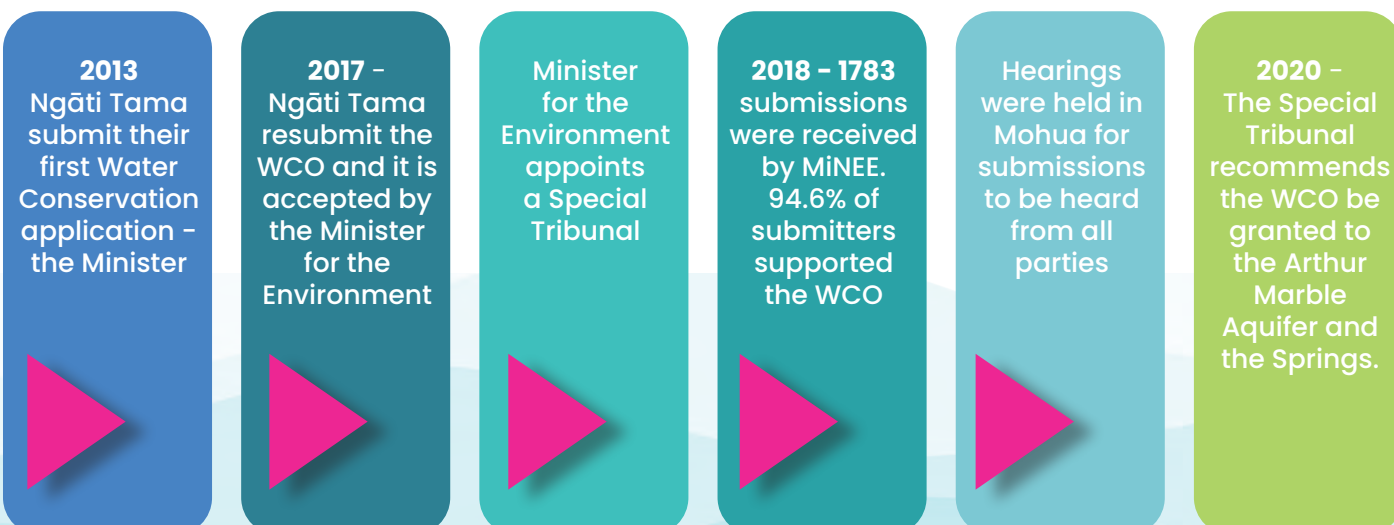 2013
Ngāti Tama
submit their
first Water
Conservation
application -
the Minister
2017 -
Ngāti Tama
resubmit the
WCO and it is
accepted by
the Minister
for the
Environment
Minister
for the
Environment
appoints
a Special
Tribunal
2018 - 1783
submissions
were received
by MiNEE.
94.6% of
submitters
supported
the WCO
Hearings
were held in
Mohua for
submissions
to be heard
from all
parties
2020 -
The Special
Tribunal
recommends
the WCO be
granted to
the Arthur
Marble
Aquifer and
the Springs.